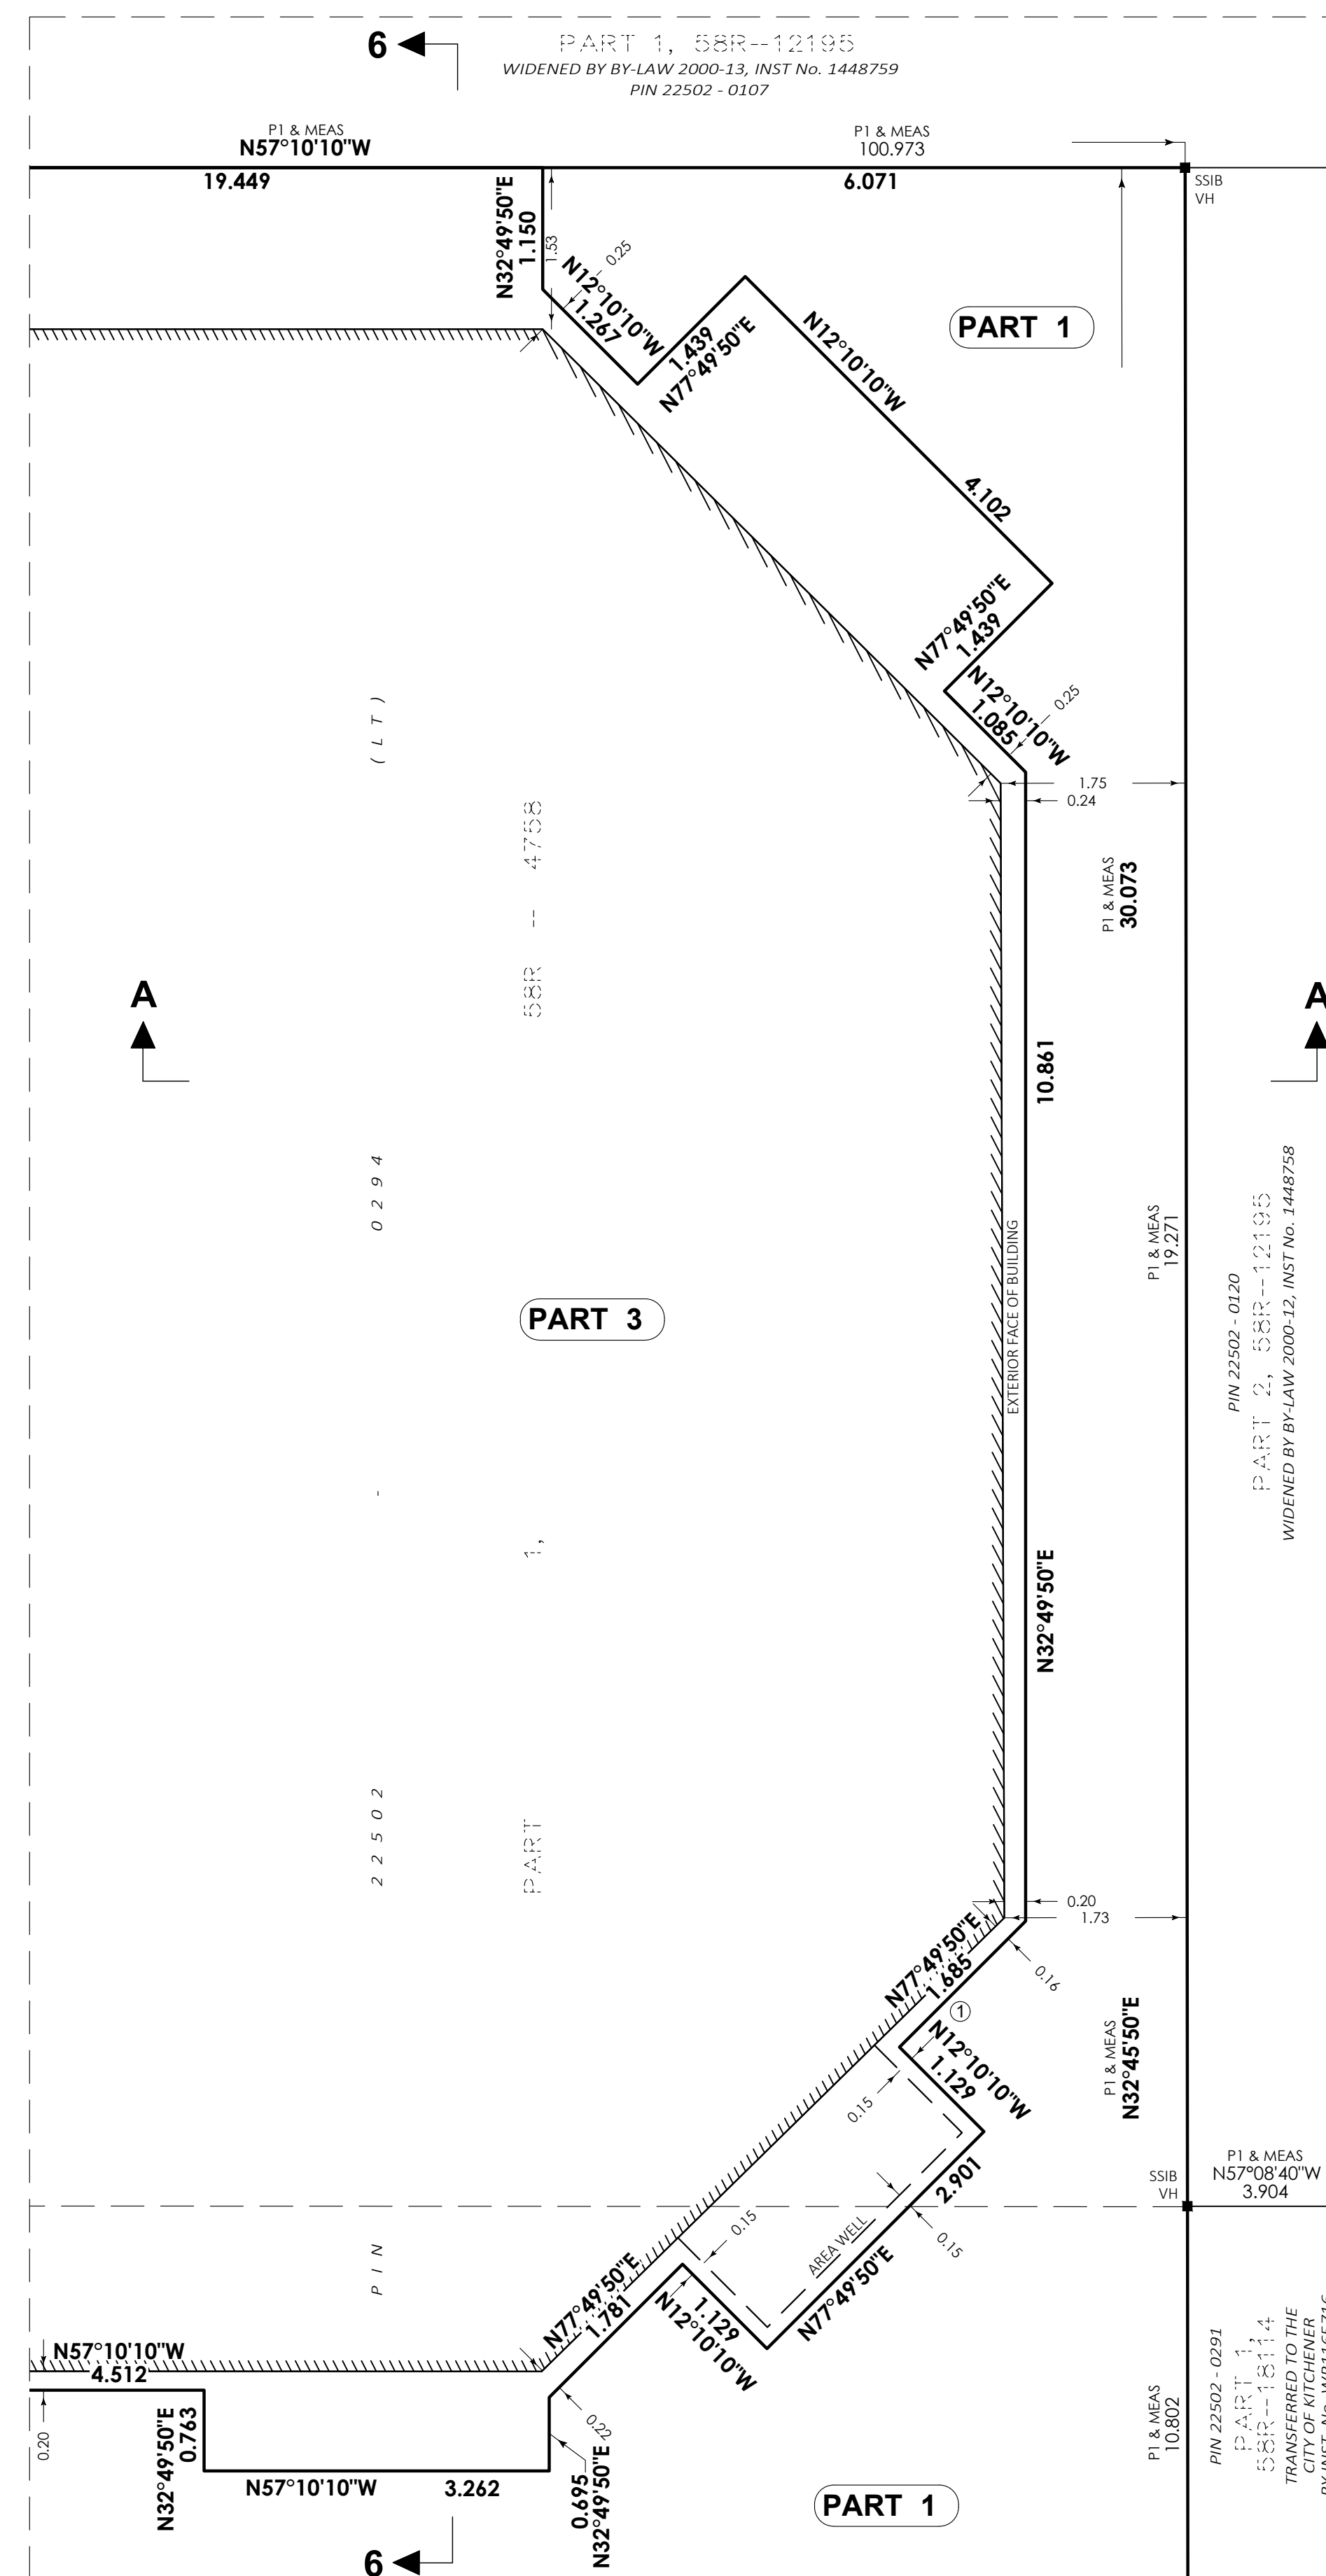 6
PART 1, 58R--12195
WIDENED BY BY-LAW 2000-13, INST No. 1448759
PIN 22502 - 0107
P1 & MEAS
N57°10'10"W
19.449
P1 & MEAS
100.973
6.071
SSIB
VH
N32°49'50"E
1.150
1.53
0.25
N12°10'10"W
1.267
1.439
N77°49'50"E
N12°10'10"W
4.102
PART 1
N77°49'50"E
1.439
N12°10'10"W
1.085
0.25
1.75
0.24
P1 & MEAS
30.073
(LT)
58R -- 4758
A
A
10.861
0294
EXTERIOR FACE OF BUILDING
P1 & MEAS
19.271
PIN 22502 - 0120
PART 2, 58R--12195
WIDENED BY BY-LAW 2000-12, INST No. 1448758
PART 3
-
1,
N32°49'50"E
22502
PART
0.20
1.73
N77°49'50"E
1.685
0.16
1
N12°10'10"W
1.129
0.15
P1 & MEAS
N32°45'50"E
SSIB
VH
P1 & MEAS
N57°08'40"W
3.904
2.901
0.15
AREA WELL
N77°49'50"E
0.15
PIN
N77°49'50"E
1.781
1.129
N12°10'10"W
N57°10'10"W
4.512
0.20
N32°49'50"E
0.763
0.22
N57°10'10"W
3.262
0.695
N32°49'50"E
P1 & MEAS
10.802
PIN 22502 - 0291
PART 1,
58R-18114
TRANSFERRED TO THE
CITY OF KITCHENER
PART 1
6